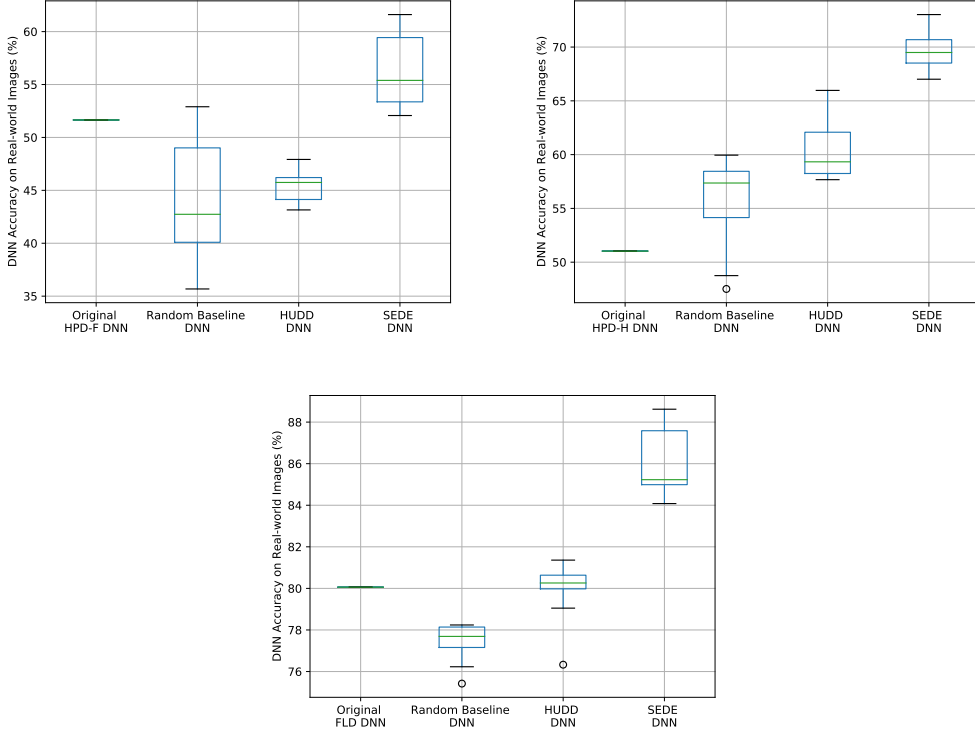 DNN Accuracy on Real-world Images (%)
60
55
50
45
40
35
Original
HPD-F DNN
Random Baseline
DNN
HUDD
DNN
SEDE
DNN
DNN Accuracy on Real-world Images (%)
70
65
60
55
50
Original
HPD-H DNN
Random Baseline
DNN
HUDD
DNN
SEDE
DNN
DNN Accuracy on Real-world Images (%)
88
86
84
82
80
78
76
Original
FLD DNN
Random Baseline
DNN
HUDD
DNN
SEDE
DNN